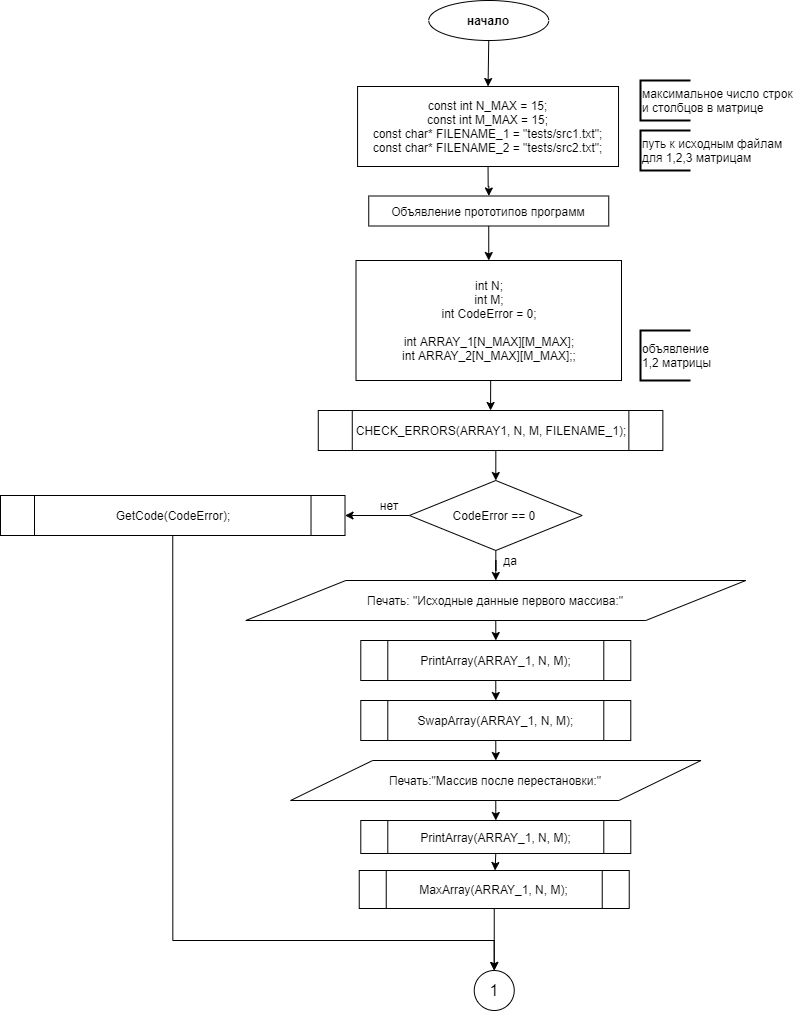 начало
const int N_MAX = 15;
const int M_MAX = 15;
const char* FILENAME_1 = "tests/src1.txt";
const char* FILENAME_2 = "tests/src2.txt";
максимальное число строк
и столбцов в матрице
путь к исходным файлам
для 1,2,3 матрицам
Объявление прототипов программ
int N;
int M;
int CodeError = 0;
int ARRAY_1[N_MAX][M_MAX];
int ARRAY_2[N_MAX][M_MAX];;
объявление
1,2 матрицы
CHECK_ERRORS(ARRAY1, N, M, FILENAME_1);
нет
GetCode(CodeError);
CodeError == 0
да
Печать: "Исходные данные первого массива:"
PrintArray(ARRAY_1, N, M);
SwapArray(ARRAY_1, N, M);
Печать:"Массив после перестановки:"
PrintArray(ARRAY_1, N, M);
MaxArray(ARRAY_1, N, M);
1